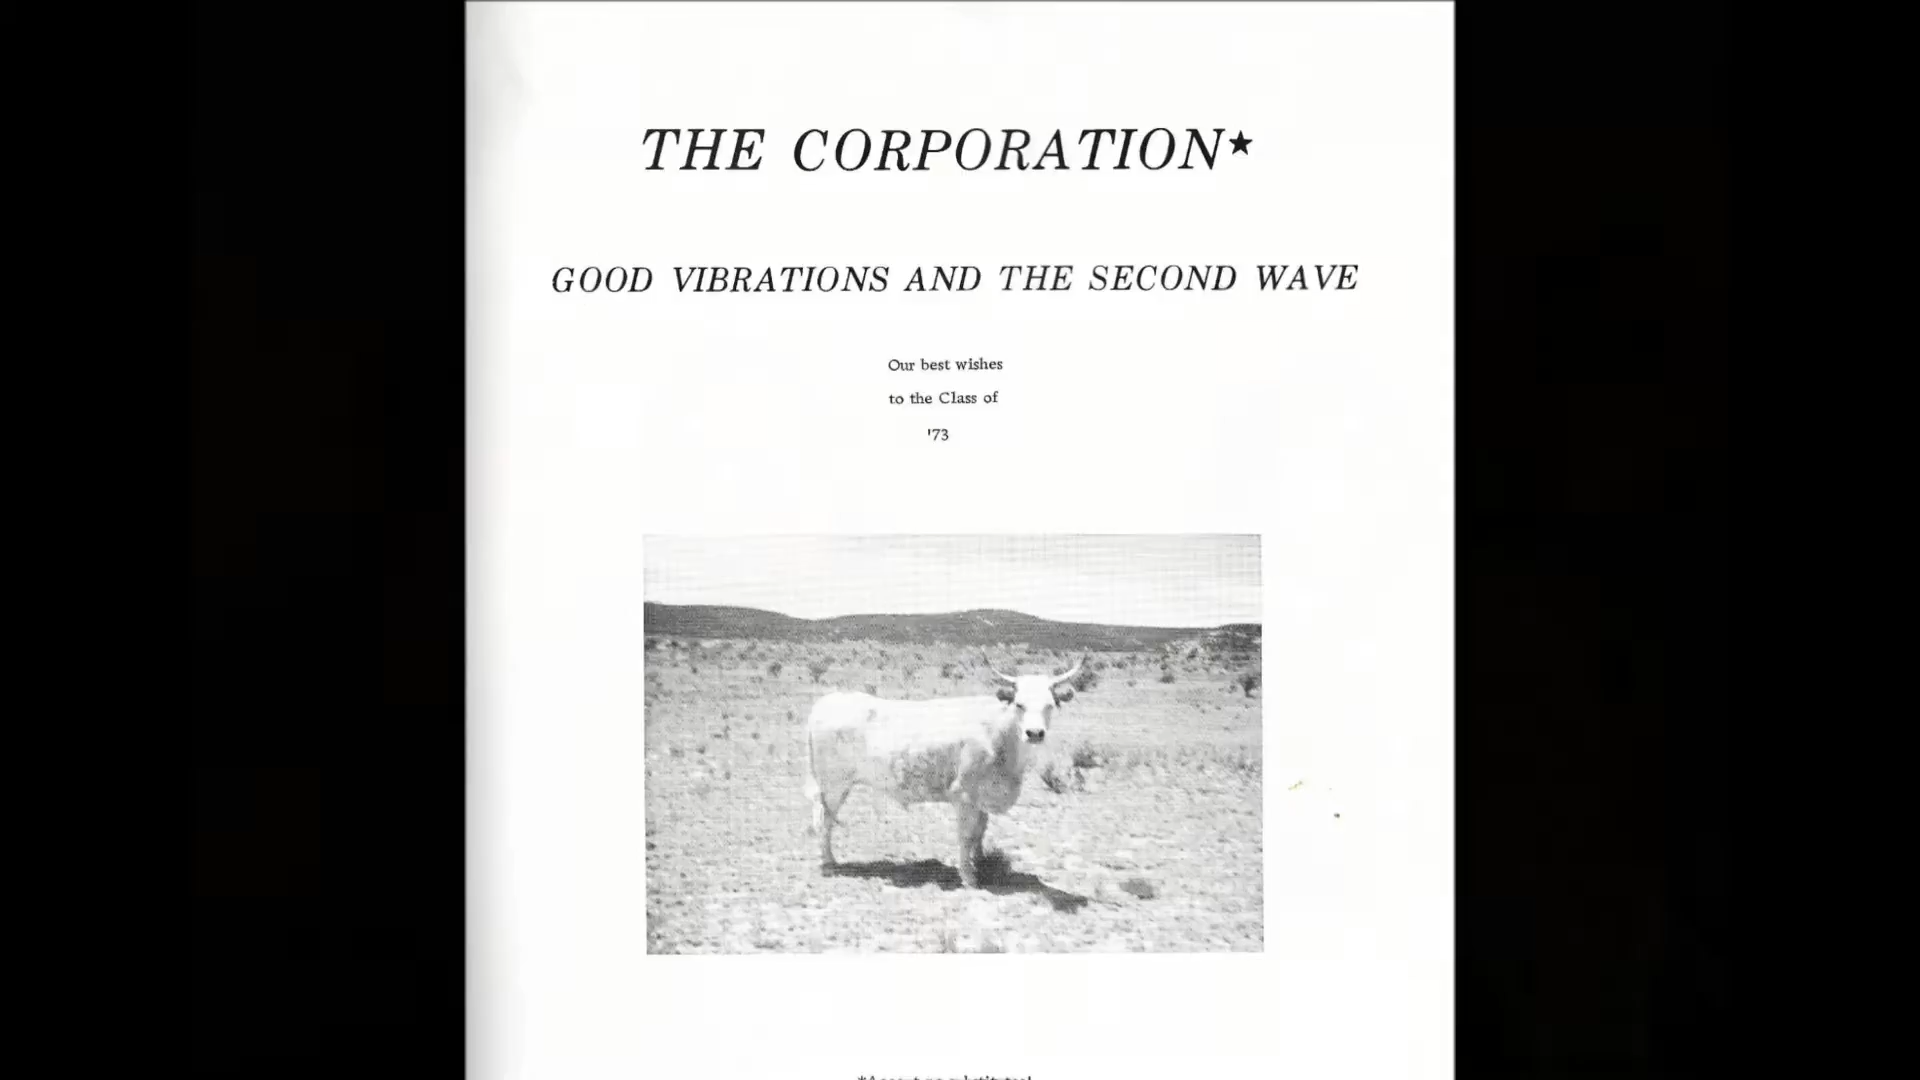 THE CORPORATION★
GOOD VIBRATIONS AND THE SECOND WAVE
Our best wishes
to the Class of
'73